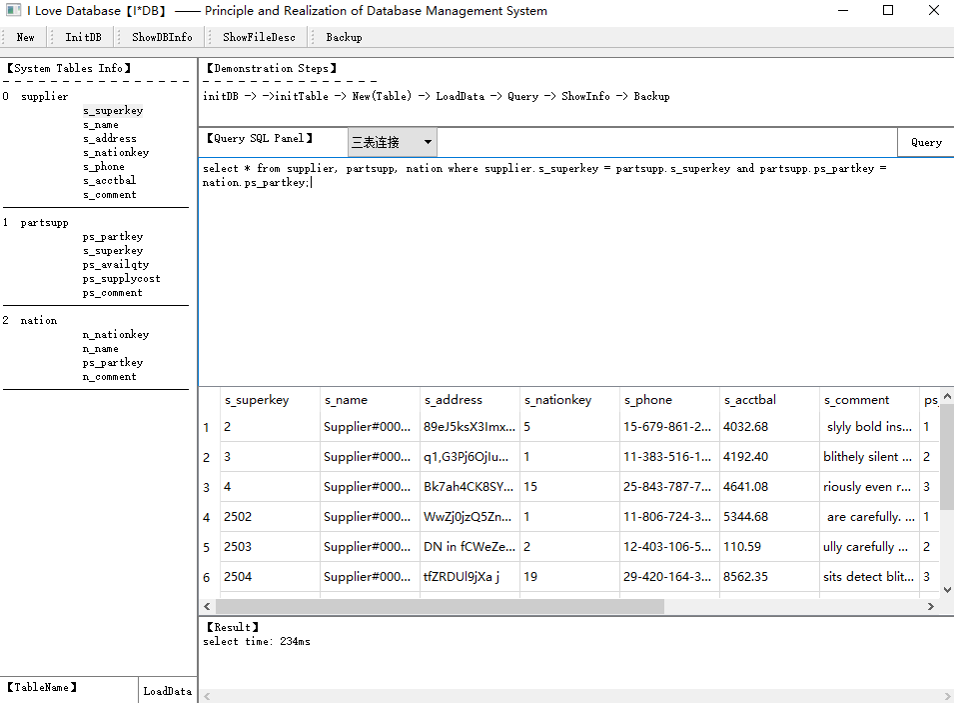 I Love Database【I*DB】 —— Principle and Realization of Database Management System
New InitDB ShowDBInfo ShowFileDesc Backup
【System Tables Info】
0 supplier
s_superkey
s_name
s_address
s_nationkey
s_phone
s_acctbal
s_comment
1 partsupp
ps_partkey
s_superkey
ps_availqty
ps_supplycost
ps_comment
2 nation
n_nationkey
n_name
ps_partkey
n_comment
【TableName】 LoadData
【Demonstration Steps】
initDB -> ->initTable -> New(Table) -> LoadData -> Query -> ShowInfo -> Backup
【Query SQL Panel】 三表连接 Query
select * from supplier, partsupp, nation where supplier.s_superkey = partsupp.s_superkey and partsupp.ps_partkey =
nation.ps_partkey;
s_superkey s_name s_address s_nationkey s_phone s_acctbal s_comment ps_
1 2 Supplier#000... 89eJ5ksX3Imx... 5 15-679-861-2... 4032.68 slyly bold ins... 1
2 3 Supplier#000... q1,G3Pj6OjIu... 1 11-383-516-1... 4192.40 blithely silent ... 2
3 4 Supplier#000... Bk7ah4CK8SY... 15 25-843-787-7... 4641.08 riously even r... 3
4 2502 Supplier#000... WwZj0jzQ5Zn... 1 11-806-724-3... 5344.68 are carefully. ... 1
5 2503 Supplier#000... DN in fCWeZe... 2 12-403-106-5... 110.59 ully carefully ... 2
6 2504 Supplier#000... tfZRDUl9jXa j 19 29-420-164-3... 8562.35 sits detect blit... 3
【Result】
select time: 234ms